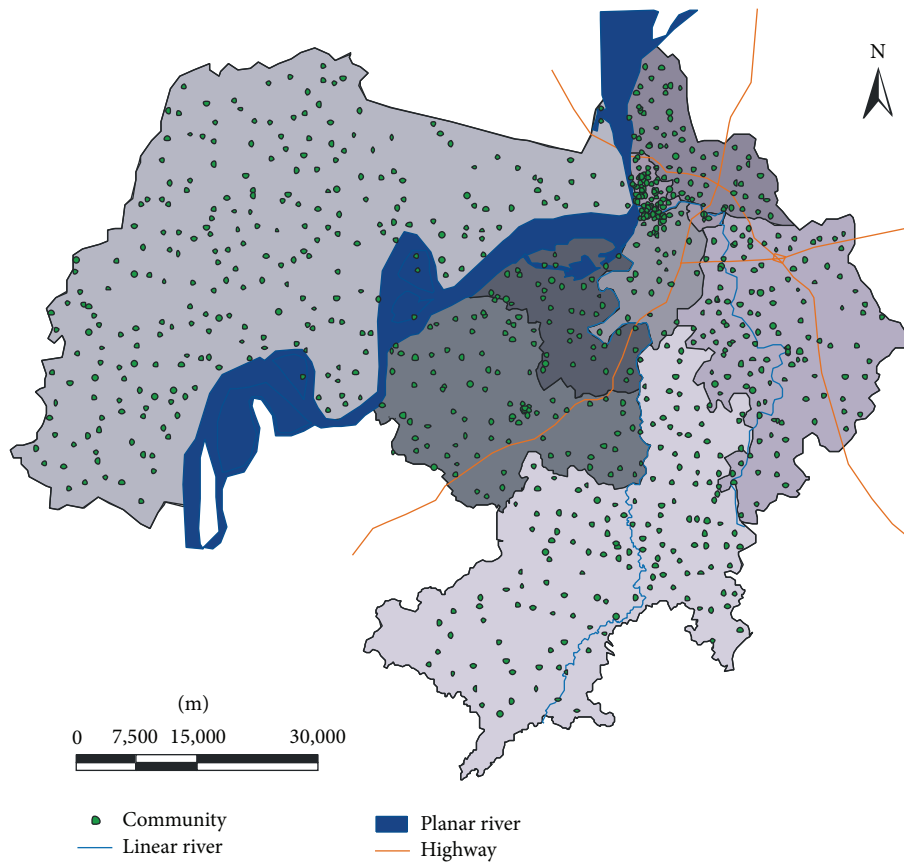 N
(m)
0 7,500 15,000 30,000
Community
Linear river
Planar river
Highway